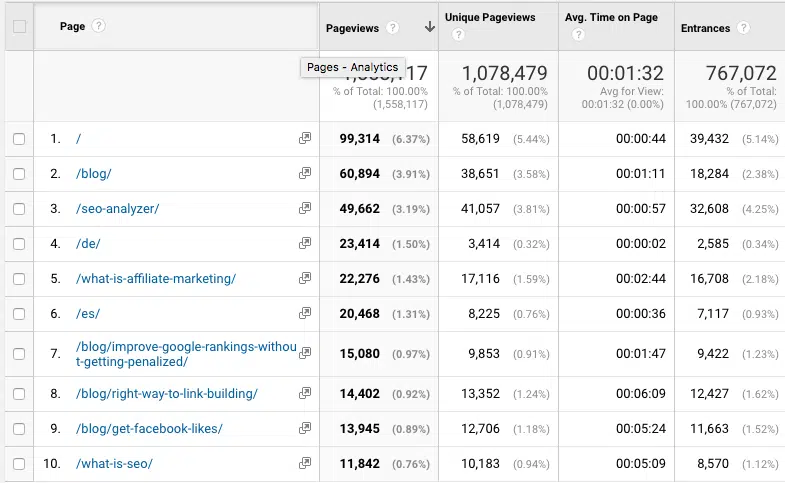 Page ?
Pageviews ?
Unique Pageviews ?
Avg. Time on Page ?
Entrances ?
Pages - Analytics
% of Total: 100.00% (1,558,117)
1,078,479
% of Total: 100.00% (1,078,479)
00:01:32
Avg for View: 00:01:32 (0.00%)
767,072
% of Total: 100.00% (767,072)
1. / 99,314 (6.37%) 58,619 (5.44%) 00:00:44 39,432 (5.14%)
2. /blog/ 60,894 (3.91%) 38,651 (3.58%) 00:01:11 18,284 (2.38%)
3. /seo-analyzer/ 49,662 (3.19%) 41,057 (3.81%) 00:00:57 32,608 (4.25%)
4. /de/ 23,414 (1.50%) 3,414 (0.32%) 00:00:02 2,585 (0.34%)
5. /what-is-affiliate-marketing/ 22,276 (1.43%) 17,116 (1.59%) 00:02:44 16,708 (2.18%)
6. /es/ 20,468 (1.31%) 8,225 (0.76%) 00:00:36 7,117 (0.93%)
7. /blog/improve-google-rankings-withou
t-getting-penalized/ 15,080 (0.97%) 9,853 (0.91%) 00:01:47 9,422 (1.23%)
8. /blog/right-way-to-link-building/ 14,402 (0.92%) 13,352 (1.24%) 00:06:09 12,427 (1.62%)
9. /blog/get-facebook-likes/ 13,945 (0.89%) 12,706 (1.18%) 00:05:24 11,663 (1.52%)
10. /what-is-seo/ 11,842 (0.76%) 10,183 (0.94%) 00:05:09 8,570 (1.12%)